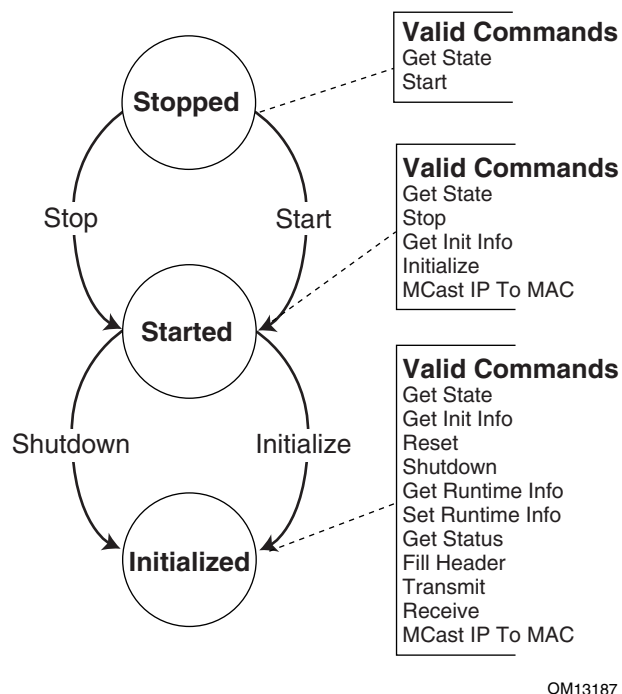 Stopped
Valid Commands
Get State
Start
Stop
Start
Valid Commands
Get State
Stop
Get Init Info
Initialize
MCast IP To MAC
Started
Shutdown
Initialize
Valid Commands
Get State
Get Init Info
Reset
Shutdown
Get Runtime Info
Set Runtime Info
Get Status
Fill Header
Transmit
Receive
MCast IP To MAC
Initialized
OM13187